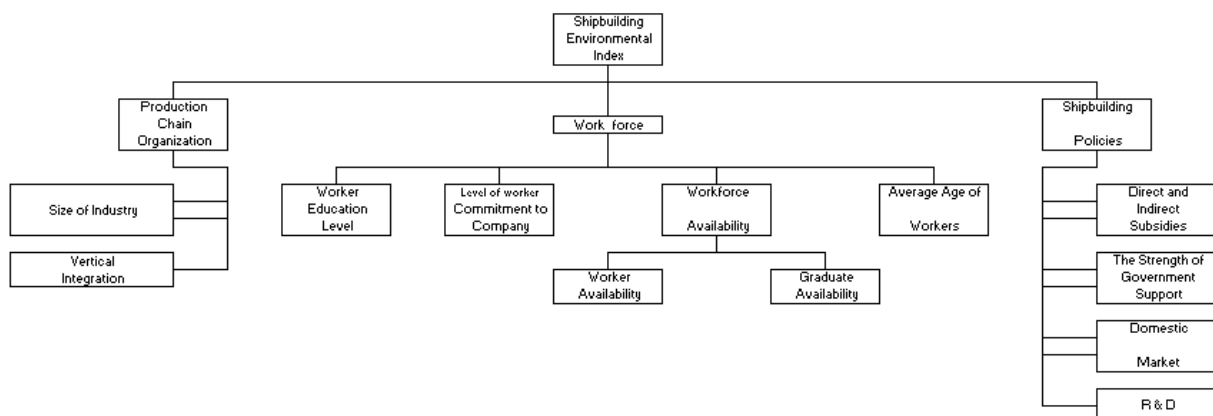 Shipbuilding
Environmental
Index
Production
Chain
Organization
Work force
Shipbuilding
Policies
Size of Industry
Vertical
Integration
Worker
Education
Level
Level of worker
Commitment to
Company
Workforce
Availability
Average Age of
Workers
Worker
Availability
Graduate
Availability
Direct and
Indirect
Subsidies
The Strength of
Government
Support
Domestic
Market
R & D